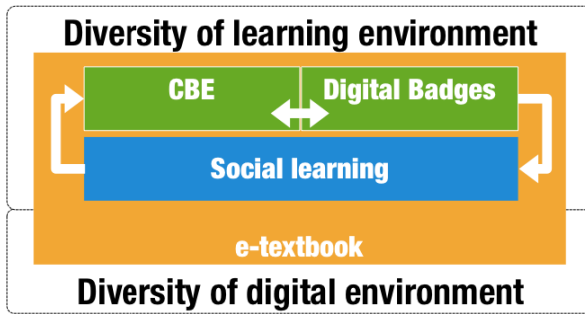 Diversity of learning environment
CBE
Digital Badges
Social learning
e-textbook
Diversity of digital environment